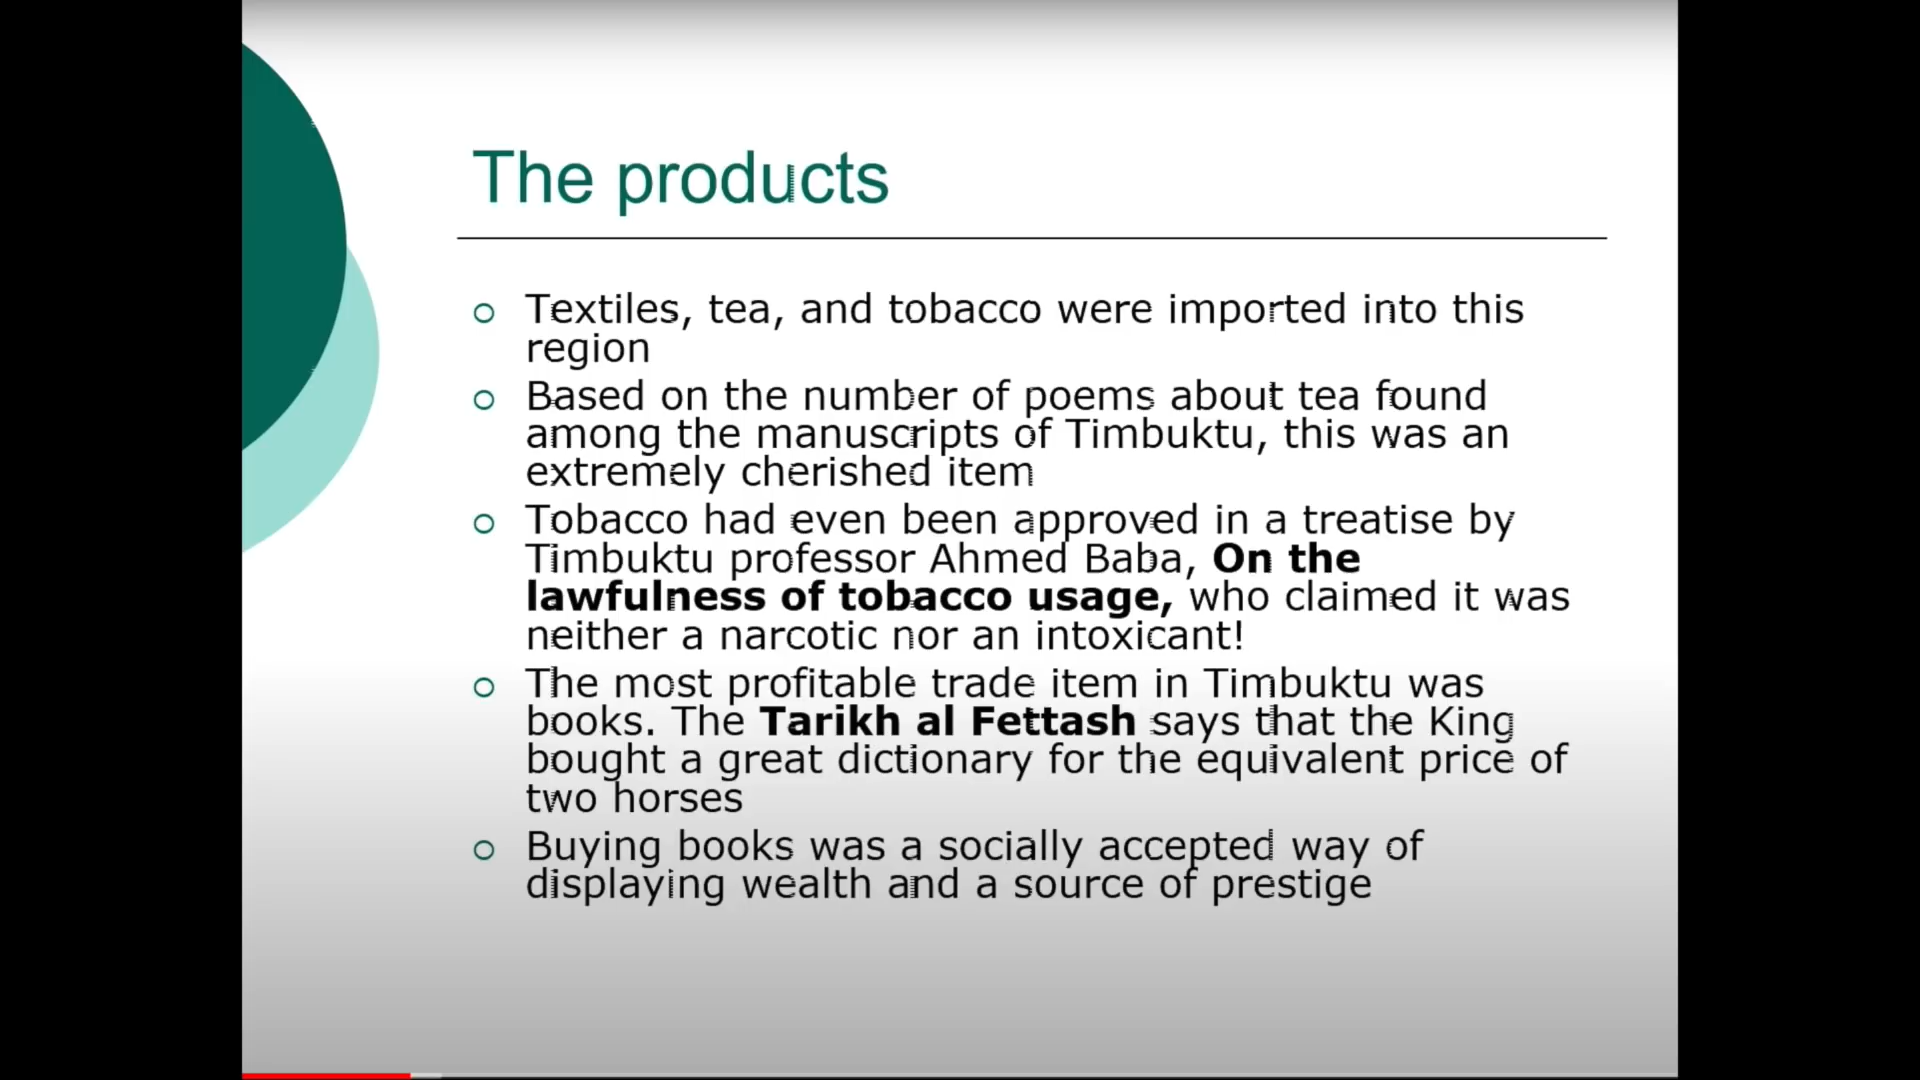 The products
Textiles, tea, and tobacco were imported into this
region
Based on the number of poems about tea found
among the manuscripts of Timbuktu, this was an
extremely cherished item
Tobacco had even been approved in a treatise by
Timbuktu professor Ahmed Baba, On the
lawfulness of tobacco usage, who claimed it was
neither a narcotic nor an intoxicant!
The most profitable trade item in Timbuktu was
books. The Tarikh al Fettash says that the King
bought a great dictionary for the equivalent price of
two horses
Buying books was a socially accepted way of
displaying wealth and a source of prestige